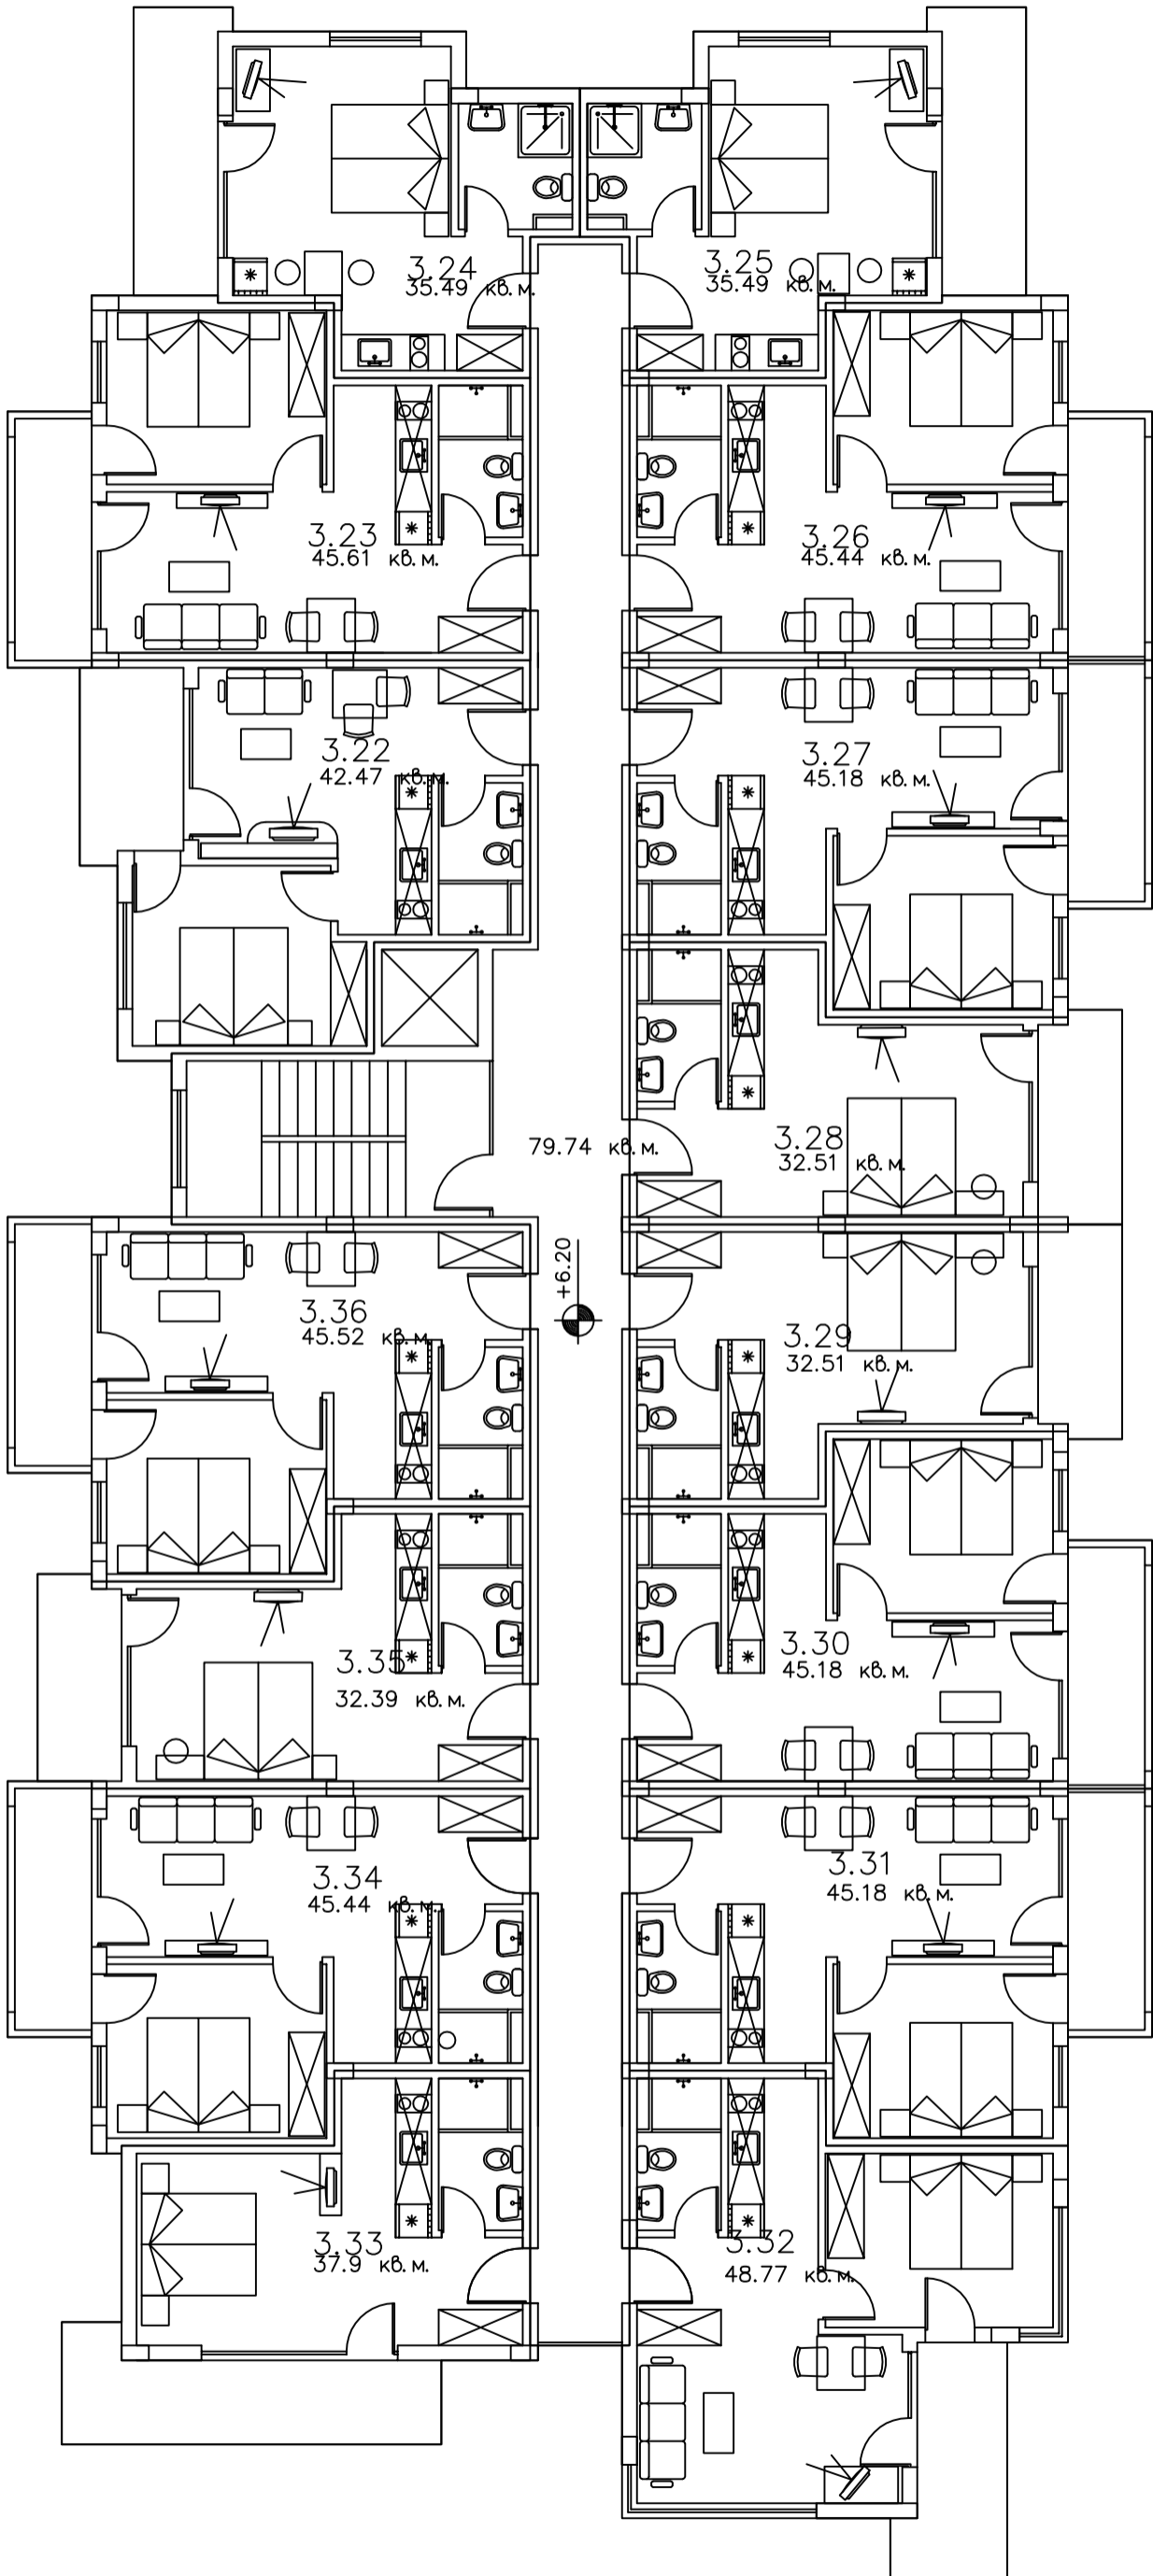 3.24
35.49 кв. м.
3.25
35.49 кв. м.
3.23
45.61 кв. м.
3.26
45.44 кв. м.
3.22
42.47 кв. м.
3.27
45.18 кв. м.
79.74 кв. м.
3.28
32.51 кв. м.
+6.20
3.36
45.52 кв. м.
3.29
32.51 кв. м.
3.35
32.39 кв. м.
3.30
45.18 кв. м.
3.34
45.44 кв. м.
3.31
45.18 кв. м.
3.33
37.9 кв. м.
3.32
48.77 кв. м.